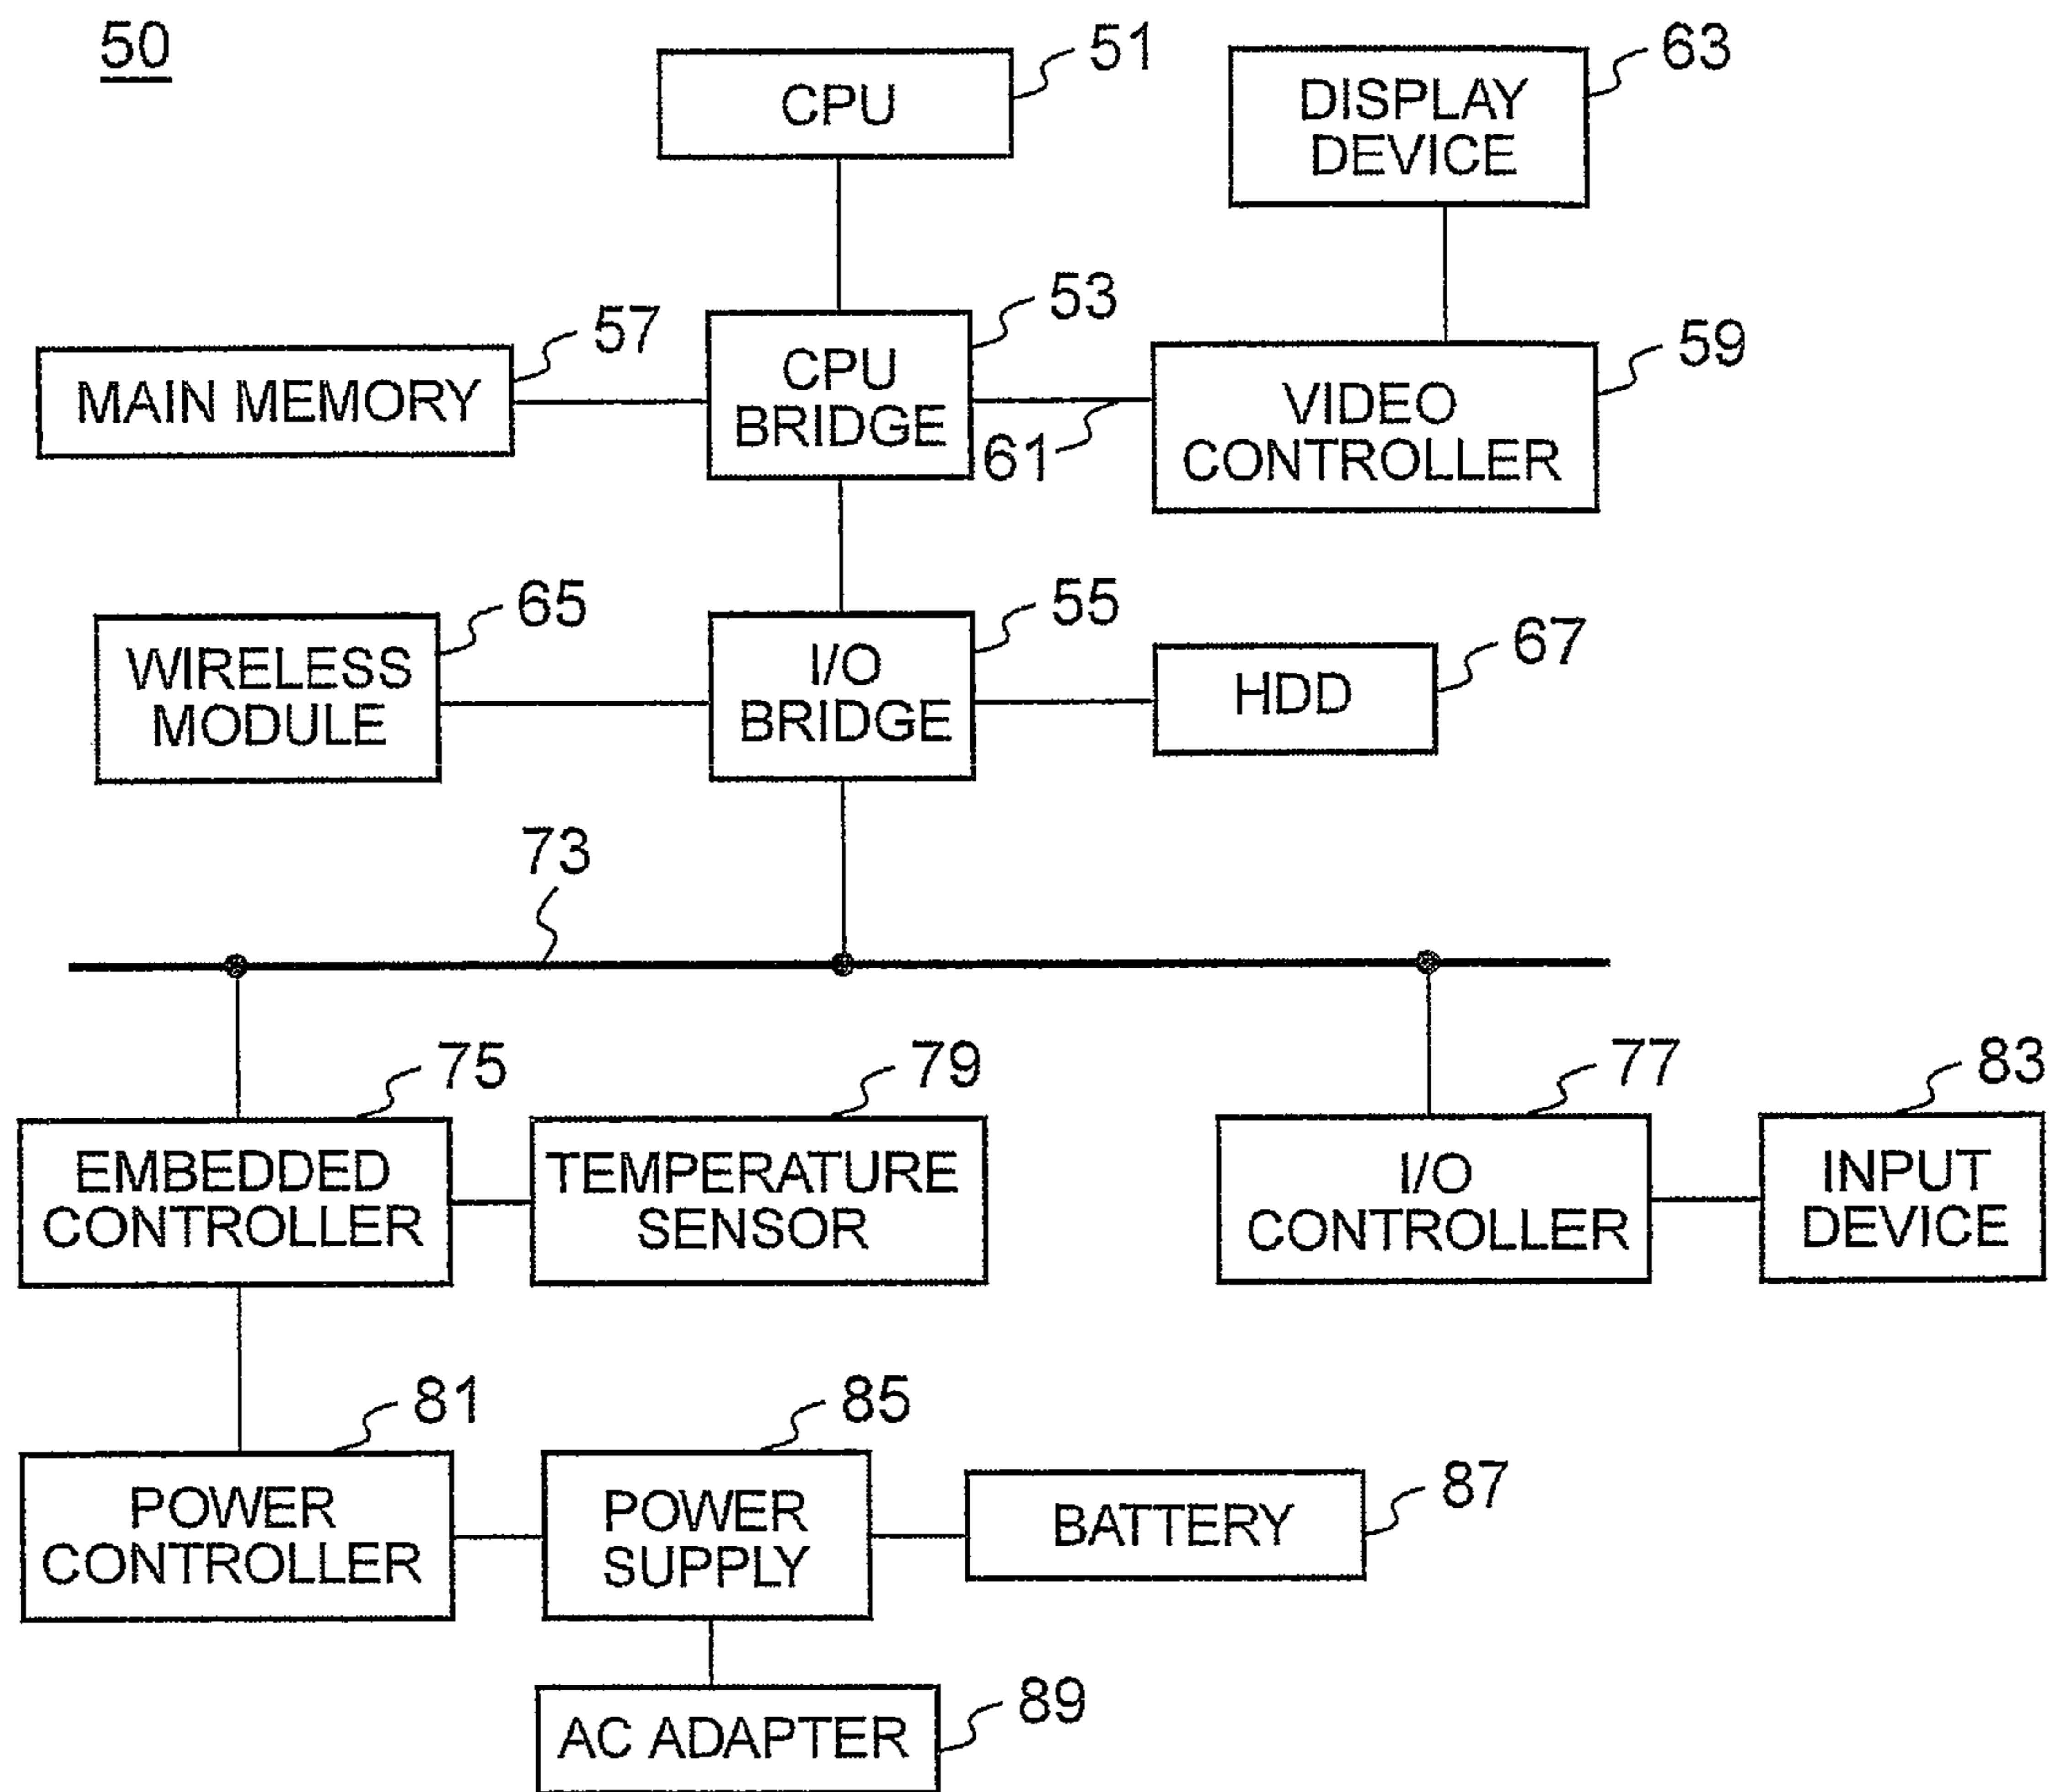 50
CPU
51
DISPLAY
DEVICE
63
MAIN MEMORY
57
CPU
BRIDGE
53
61
VIDEO
CONTROLLER
59
WIRELESS
MODULE
65
I/O
BRIDGE
55
HDD
67
73
EMBEDDED
CONTROLLER
75
TEMPERATURE
SENSOR
79
I/O
CONTROLLER
77
INPUT
DEVICE
83
POWER
CONTROLLER
81
POWER
SUPPLY
85
BATTERY
87
AC ADAPTER
89